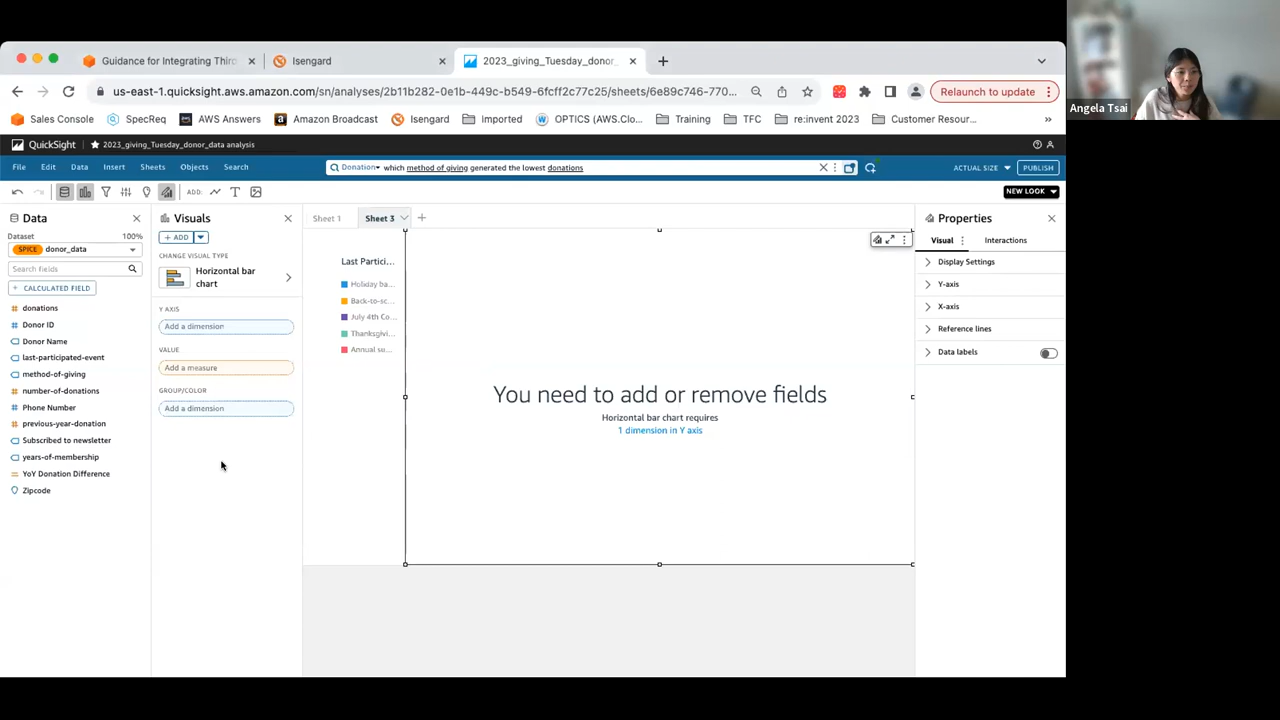 Guidance for Integrating Thiro
Isengard
2023_giving_Tuesday_donor_
us-east-1.quicksight.aws.amazon.com/sn/analyses/2b11b282-0e1b-449c-b549-6fcff2c77c25/sheets/6e89c746-770...
Relaunch to update
Sales Console
SpecReq
AWS Answers
Amazon Broadcas...
Isengard
Imported
OPTICS (AWS.Clo...
Training
TFC
re:invent 2023
Customer Resour...
Angela Tsai
QuickSight
2023_giving_Tuesday_donor_data analysis
File
Edit
Data
Insert
Sheets
Objects
Search
Donation
which method of giving generated the lowest donations
ACTUAL SIZE
PUBLISH
ADD:
NEW LOOK
Data
Dataset
100%
SPICE donor_data
Search fields
+ CALCULATED FIELD
donations
Donor ID
Donor Name
last-participated-event
method-of-giving
number-of-donations
Phone Number
previous-year-donation
Subscribed to newsletter
years-of-membership
YoY Donation Difference
Zipcode
Visuals
+ ADD
CHANGE VISUAL TYPE
Horizontal bar
chart
Y AXIS
Add a dimension
VALUE
Add a measure
GROUP/COLOR
Add a dimension
Sheet 1
Sheet 3
Last Partici...
Holiday ba...
Back-to-sc...
July 4th Co...
Thanksgivi...
Annual su...
You need to add or remove fields
Horizontal bar chart requires
1 dimension in Y axis
Properties
Visual
Interactions
Display Settings
Y-axis
X-axis
Reference lines
Data labels